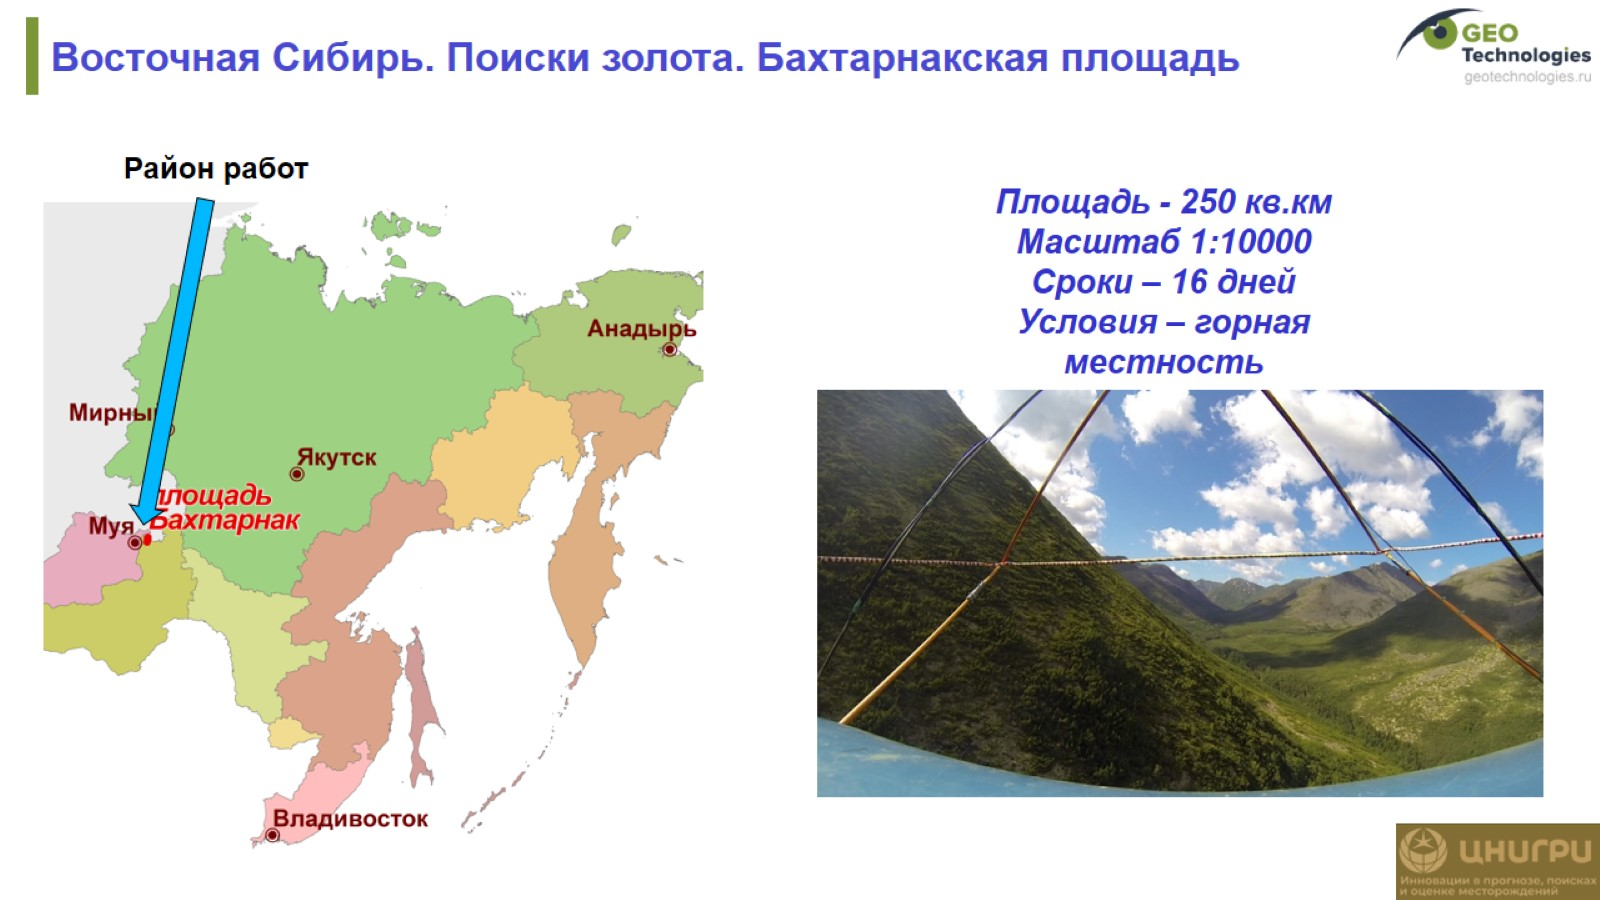 Восточная Сибирь. Поиски золота. Бахтарнакская площадь
GEO
Technologies
geotechnologies.ru
Район работ
Площадь - 250 кв.км
Масштаб 1:10000
Сроки – 16 дней
Условия – горная
местность
Анадырь
Мирны
Якутск
площадь
Бахтарнак
Муя
Владивосток
ЦНИГРИ
Инновации в прогнозе, поисках
и оценке месторождений